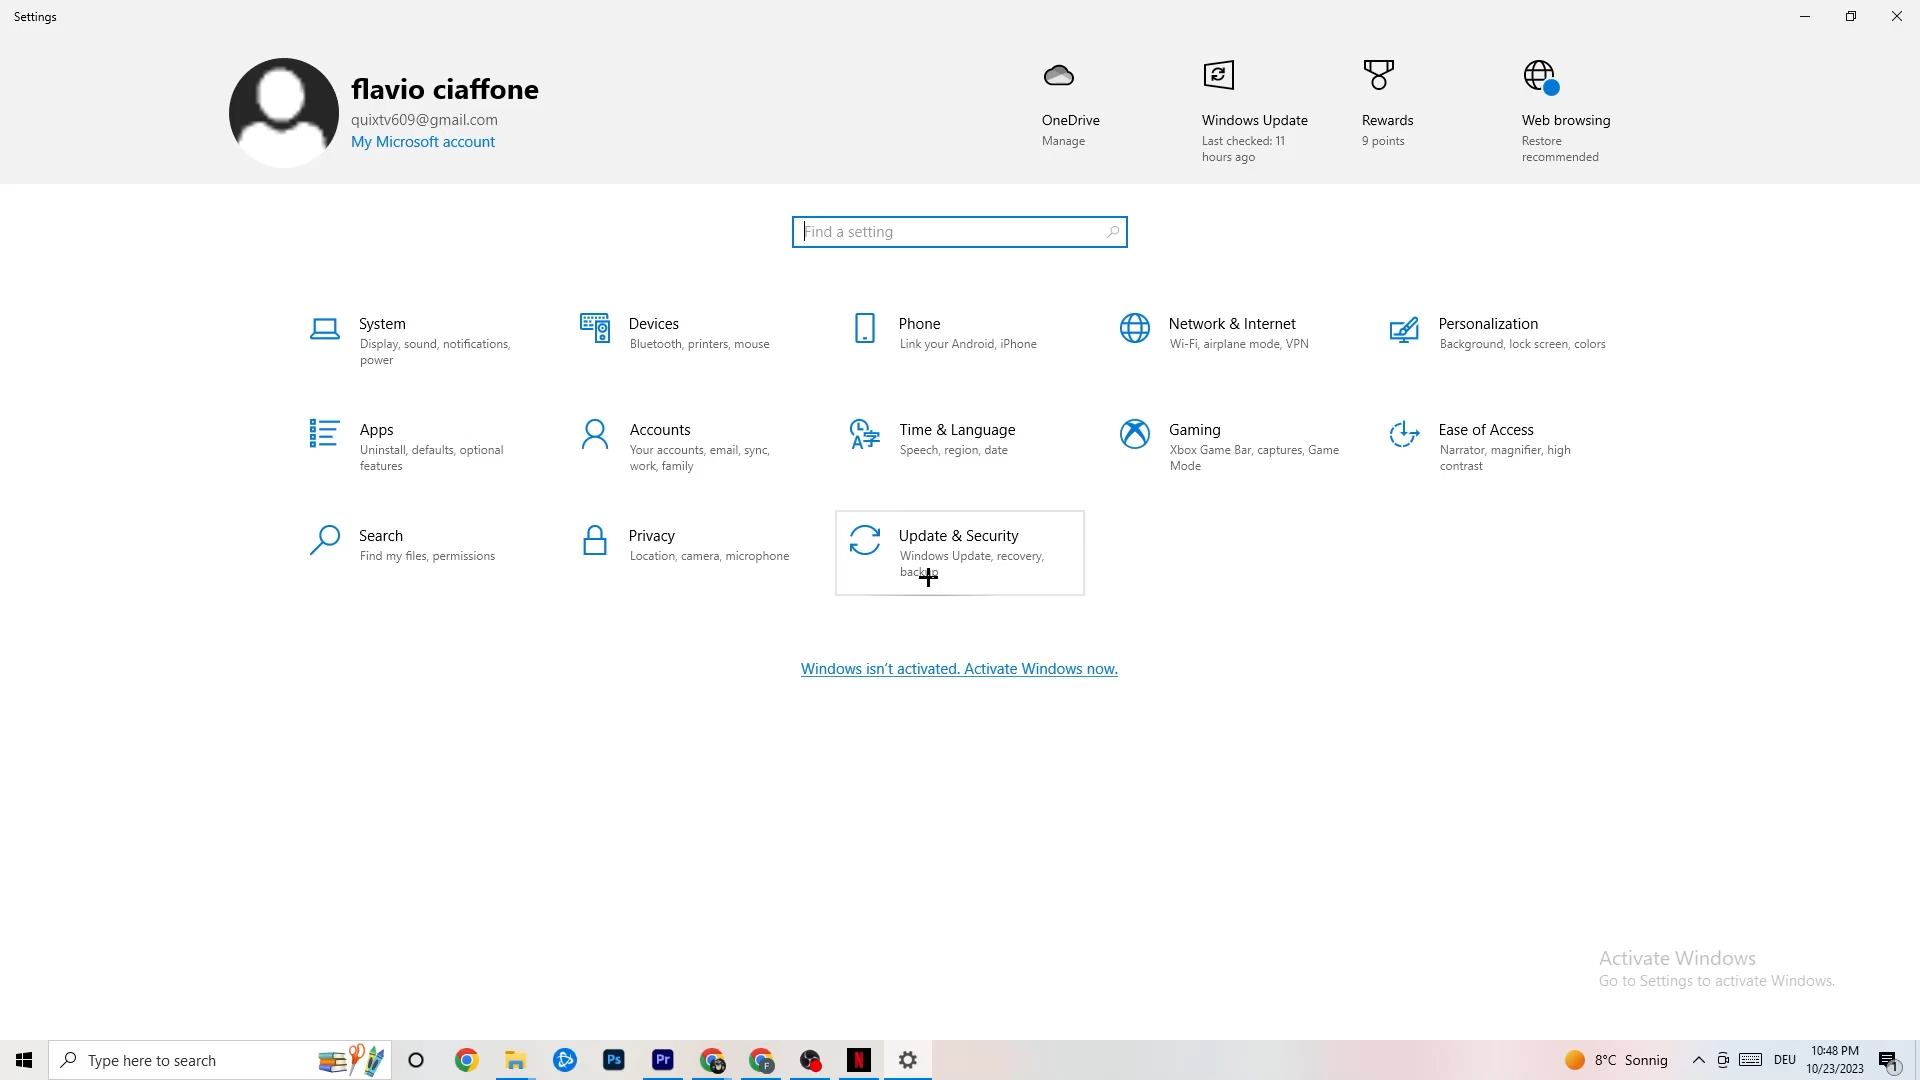 Settings
flavio ciaffone
quixtv609@gmail.com
My Microsoft account
OneDrive
Manage
Windows Update
Last checked: 11
hours ago
Rewards
9 points
Web browsing
Restore
recommended
Find a setting
System
Display, sound, notifications,
power
Devices
Bluetooth, printers, mouse
Phone
Link your Android, iPhone
Network & Internet
Wi-Fi, airplane mode, VPN
Personalization
Background, lock screen, colors
Apps
Uninstall, defaults, optional
features
Accounts
Your accounts, email, sync,
work, family
Time & Language
Speech, region, date
Gaming
Xbox Game Bar, captures, Game
Mode
Ease of Access
Narrator, magnifier, high
contrast
Search
Find my files, permissions
Privacy
Location, camera, microphone
Update & Security
Windows Update, recovery,
backup
Windows isn't activated. Activate Windows now.
Activate Windows
Go to Settings to activate Windows.
Type here to search
Ps
Pr
F
N
8°C Sonnig
DEU
10:48 PM
10/23/2023
1